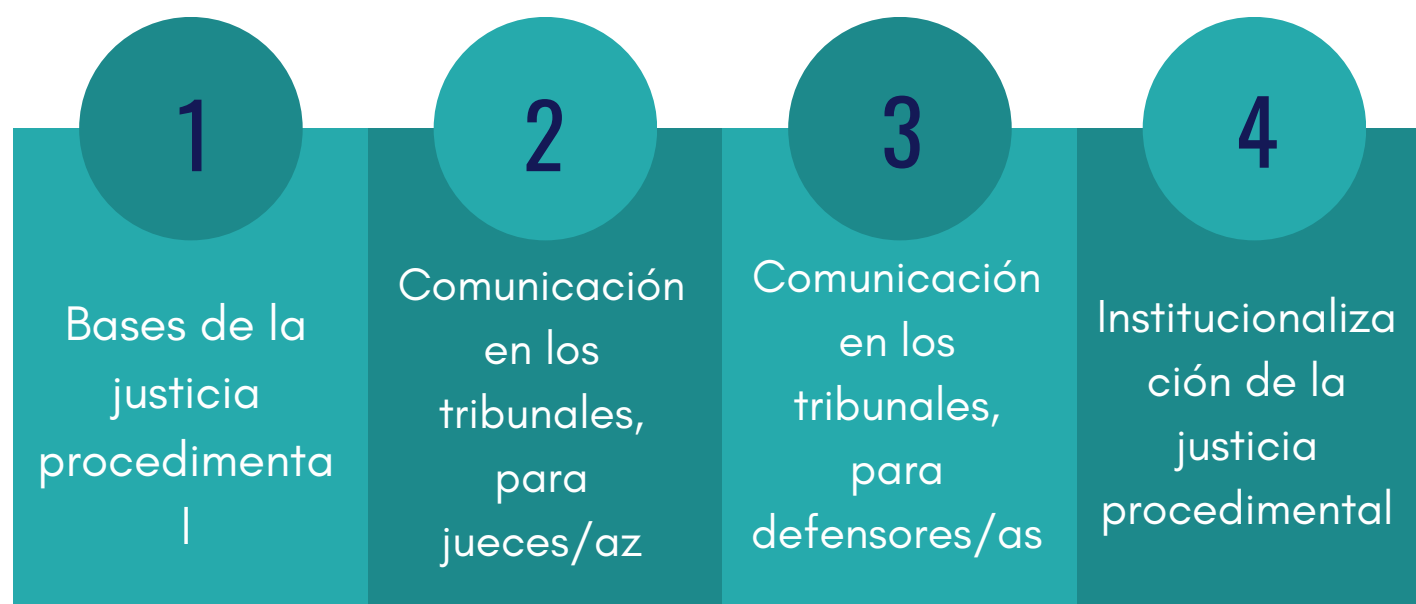 1
Bases de la
justicia
procedimenta
l
2
Comunicación
en los
tribunales,
para
jueces/az
3
Comunicación
en los
tribunales,
para
defensores/as
4
Institucionaliza
ción de la
justicia
procedimental